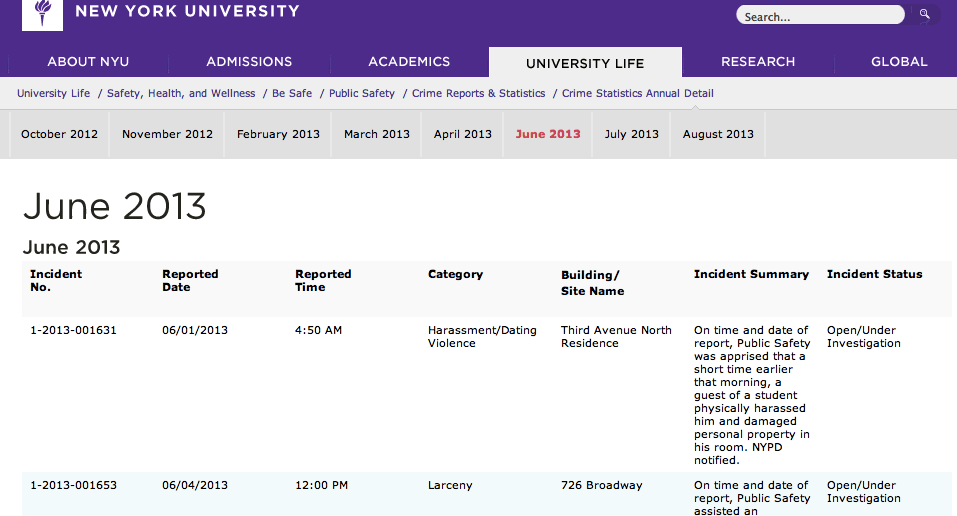 NEW YORK UNIVERSITY
Search...
ABOUT NYU ADMISSIONS ACADEMICS UNIVERSITY LIFE RESEARCH GLOBAL
University Life / Safety, Health, and Wellness / Be Safe / Public Safety / Crime Reports & Statistics / Crime Statistics Annual Detail
October 2012 November 2012 February 2013 March 2013 April 2013 June 2013 July 2013 August 2013
June 2013
June 2013
Incident
No.
Reported
Date
Reported
Time
Category
Building/
Site Name
Incident Summary
Incident Status
1-2013-001631
06/01/2013
4:50 AM
Harassment/Dating
Violence
Third Avenue North
Residence
On time and date of
report, Public Safety
was apprised that a
short time earlier
that morning, a
guest of a student
physically harassed
him and damaged
personal property in
his room. NYPD
notified.
Open/Under
Investigation
1-2013-001653
06/04/2013
12:00 PM
Larceny
726 Broadway
On time and date of
report, Public Safety
assisted an
Open/Under
Investigation